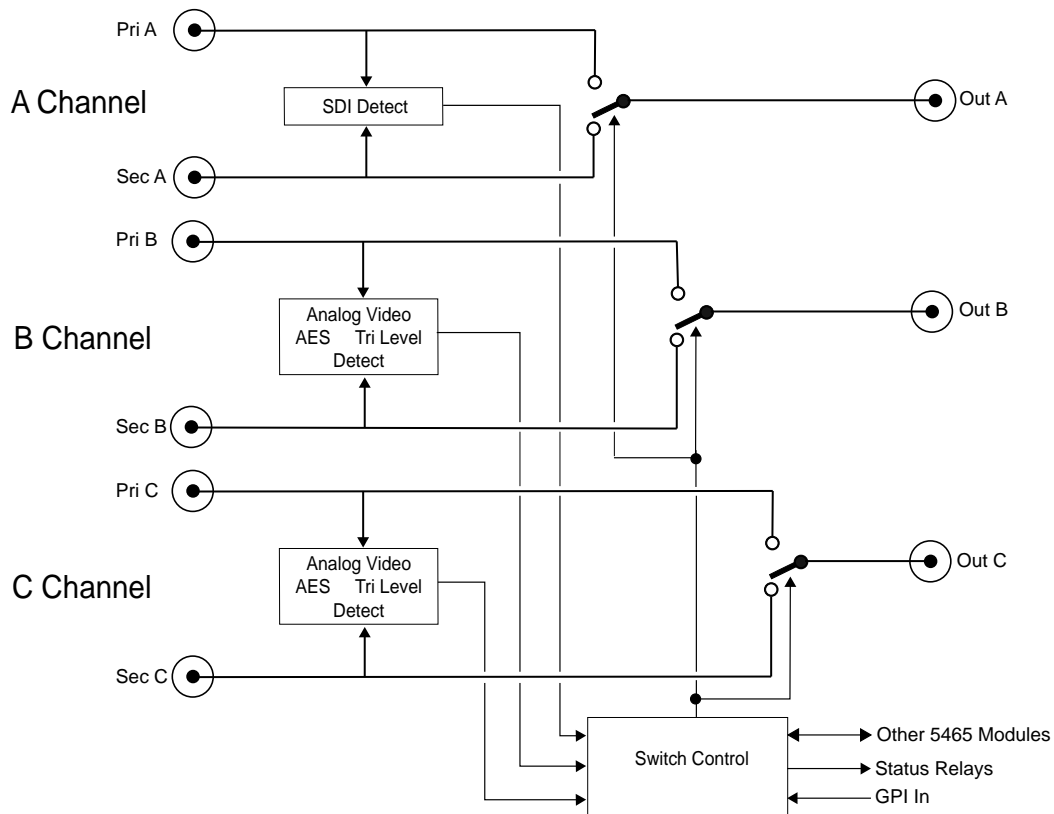 Pri A
A Channel
SDI Detect
Out A
Sec A
Pri B
B Channel
Analog Video
AES Tri Level
Detect
Out B
Sec B
Pri C
C Channel
Analog Video
AES Tri Level
Detect
Out C
Sec C
Switch Control
Other 5465 Modules
Status Relays
GPI In